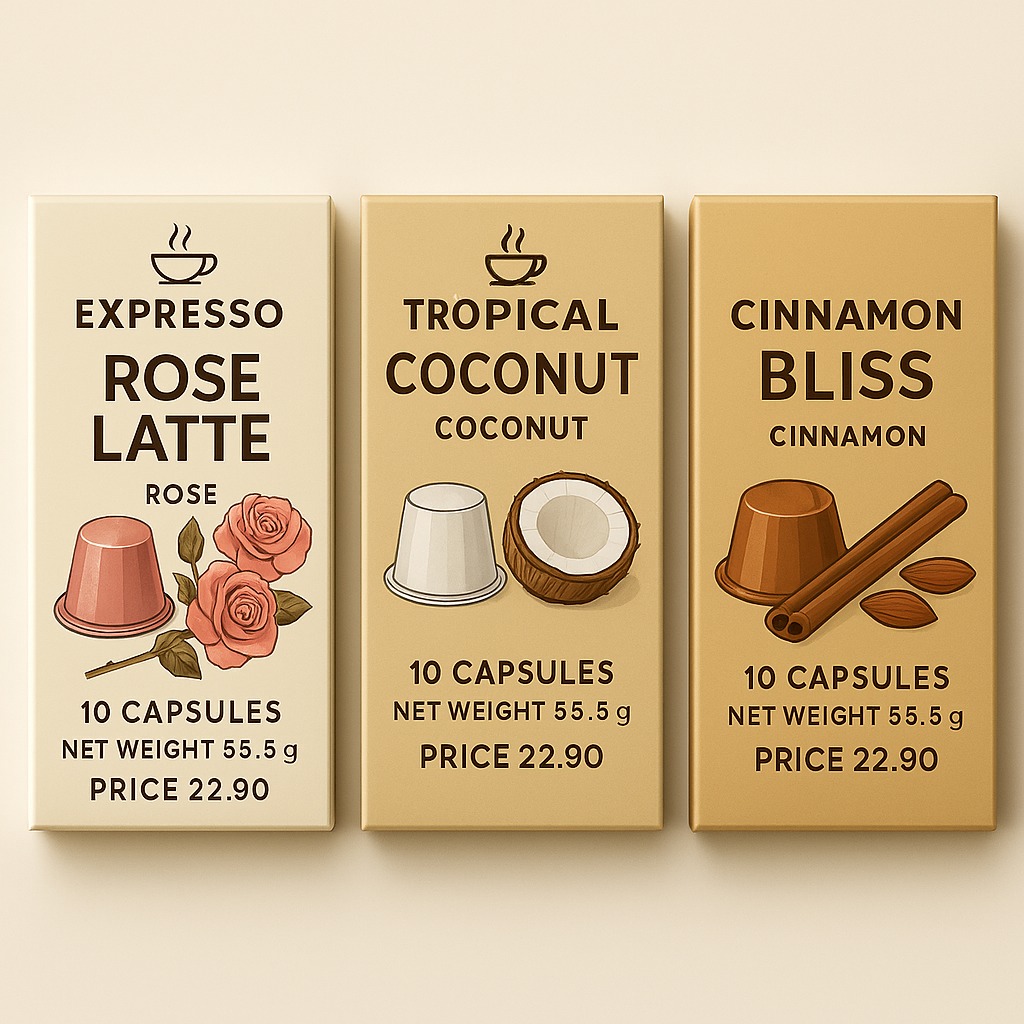 EXPRESSO
ROSE
LATTE
ROSE
10 CAPSULES
NET WEIGHT 55.5 g
PRICE 22.90
TROPICAL
COCONUT
COCONUT
10 CAPSULES
NET WEIGHT 55.5 g
PRICE 22.90
CINNAMON
BLISS
CINNAMON
10 CAPSULES
NET WEIGHT 55.5 g
PRICE 22.90